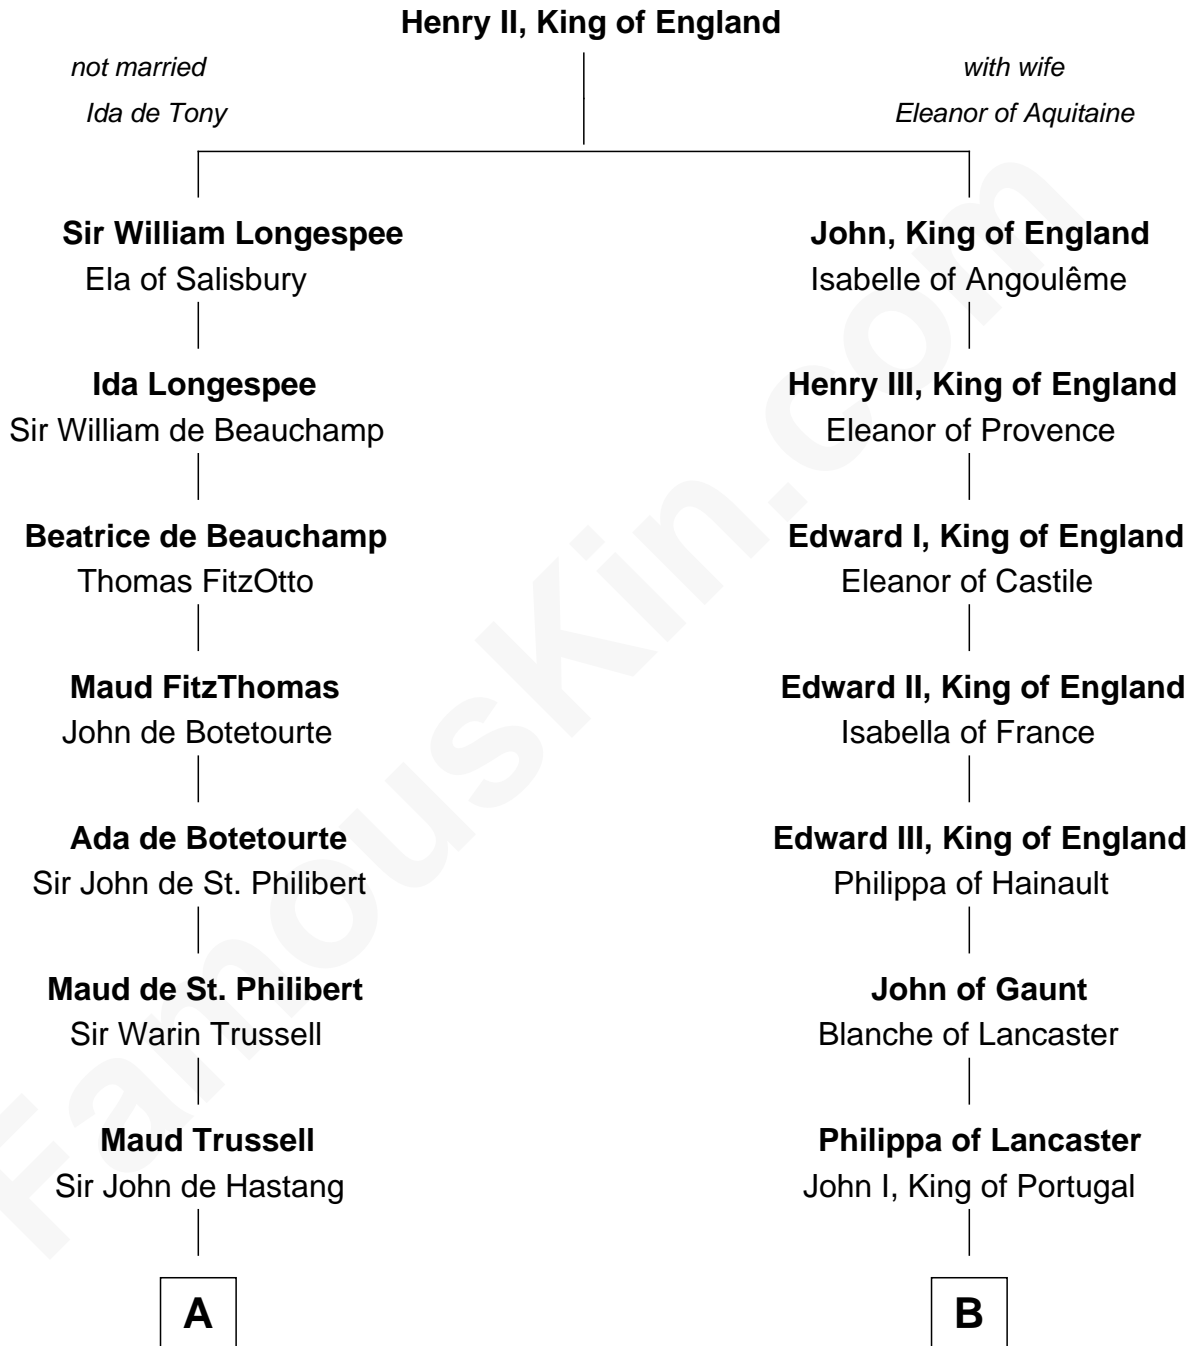 Henry II, King of England
not married
Ida de Tony
with wife
Eleanor of Aquitaine
Sir William Longespee
Ela of Salisbury
John, King of England
Isabelle of Angoulême
Ida Longespee
Sir William de Beauchamp
Henry III, King of England
Eleanor of Provence
Beatrice de Beauchamp
Thomas FitzOtto
Edward I, King of England
Eleanor of Castile
Maud FitzThomas
John de Botetourte
Edward II, King of England
Isabella of France
Ada de Botetourte
Sir John de St. Philibert
Edward III, King of England
Philippa of Hainault
Maud de St. Philibert
Sir Warin Trussell
John of Gaunt
Blanche of Lancaster
Maud Trussell
Sir John de Hastang
Philippa of Lancaster
John I, King of Portugal
A
B
FamousKin.com